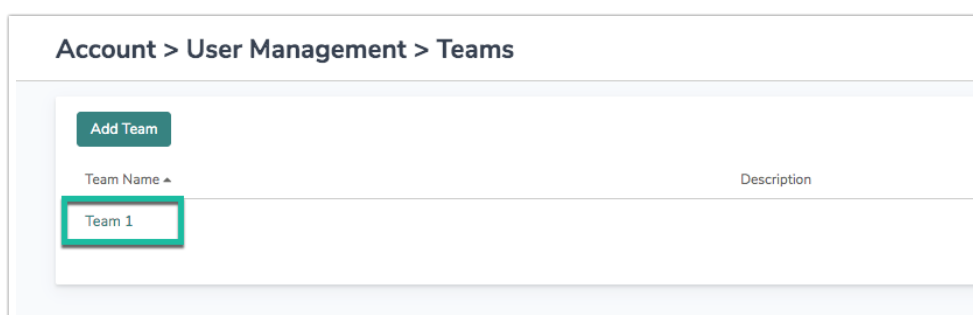 Account > User Management > Teams
Add Team
Team Name Description
Team 1